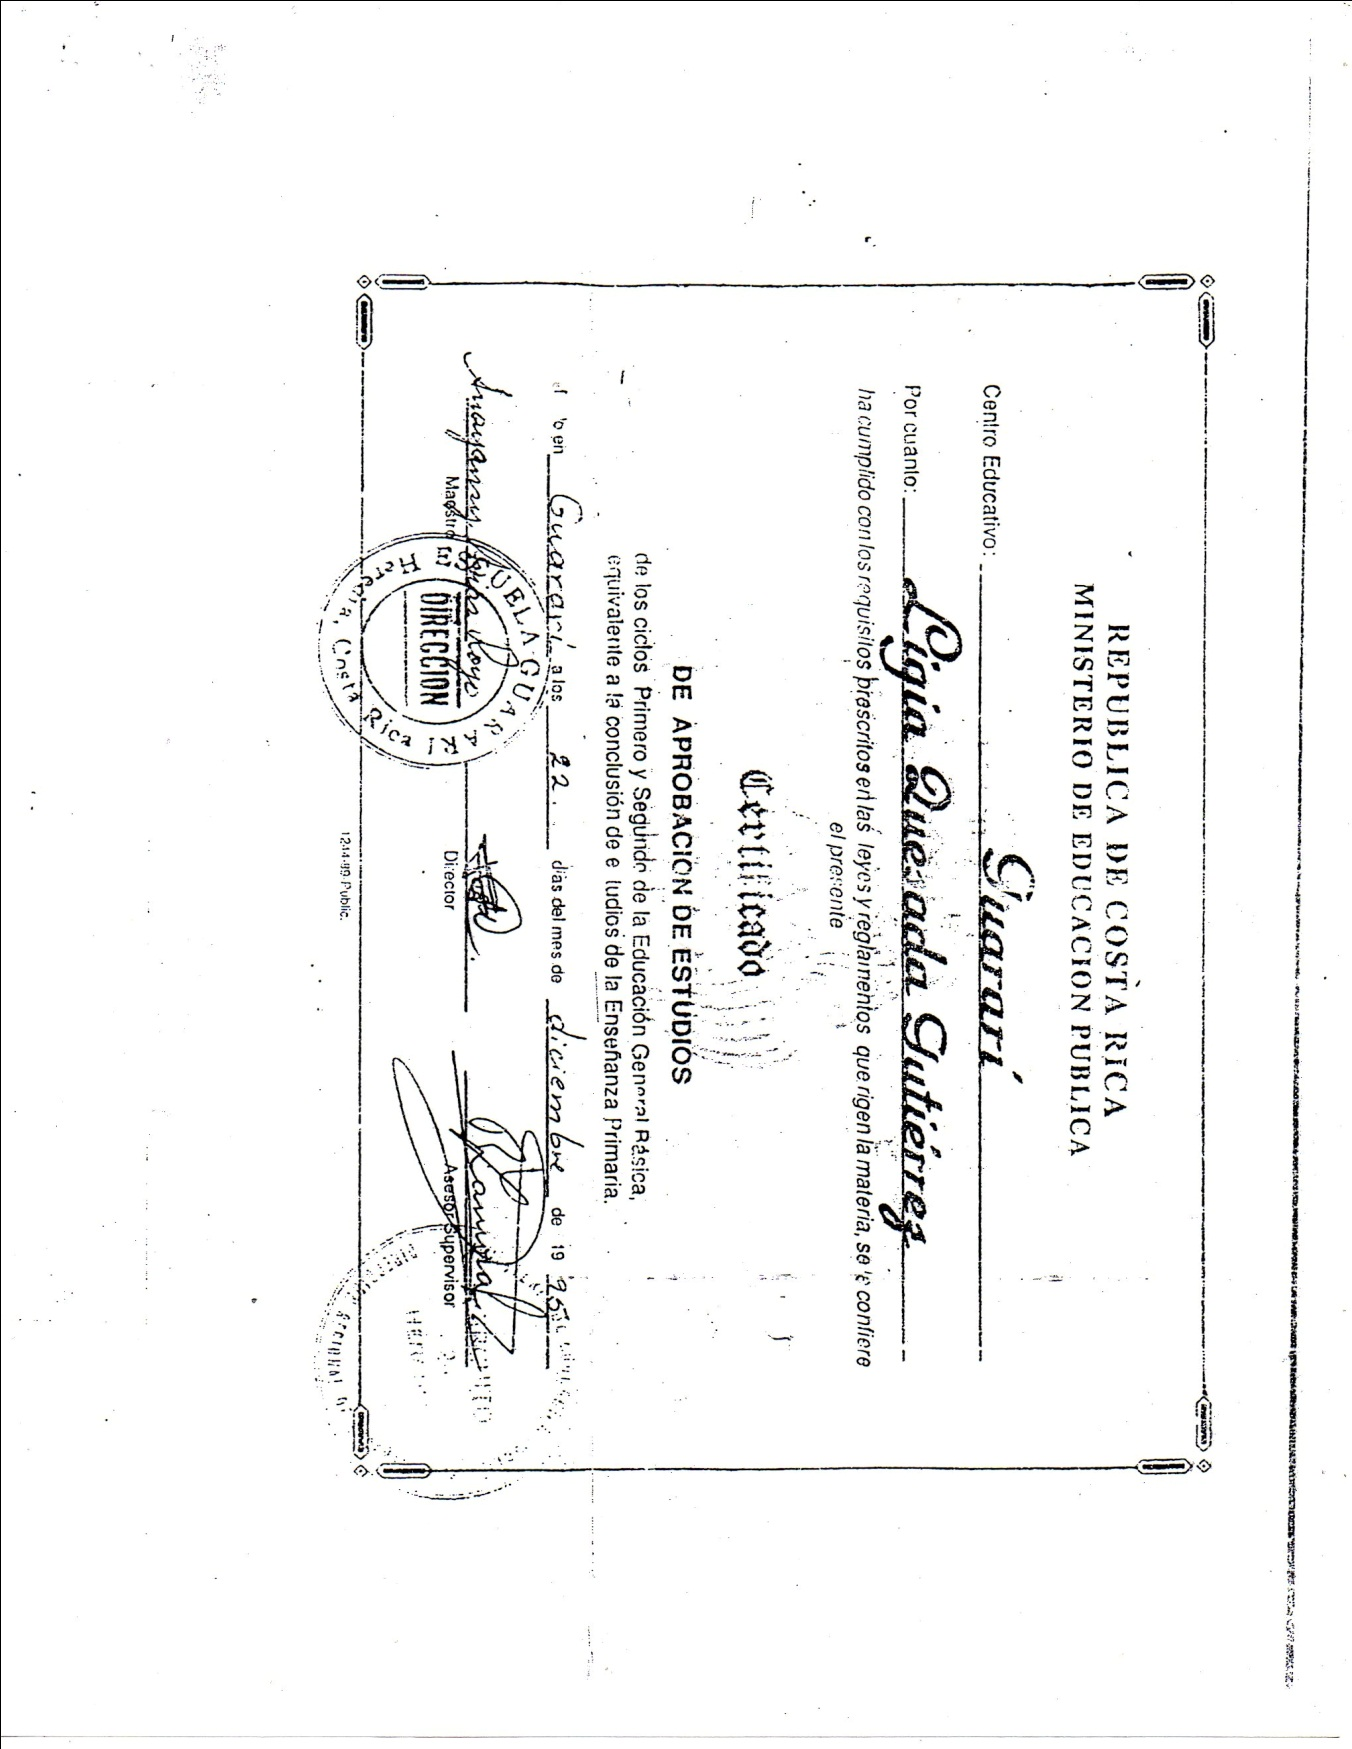 REPUBLICA DE COSTA RICA
MINISTERIO DE EDUCACION PUBLICA
Centro Educativo: Guararí
Por cuanto: Ligia Quesada Gutiérrez
ha cumplido con los requisitos prescritos en las leyes y reglamentos que rigen la materia, se le confiere
el presente
Certificado
DE APROBACION DE ESTUDIOS
de los ciclos Primero y Segundo de la Educación General Básica,
equivalente a la conclusión de e tudios de la Enseñanza Primaria.
en Guararí a los 22. días del mes de diciembre de 19 95
Maestro
Director
Asesor Supervisor
ESCUELA GUARARI
DIRECCION
Heredia, Costa Rica